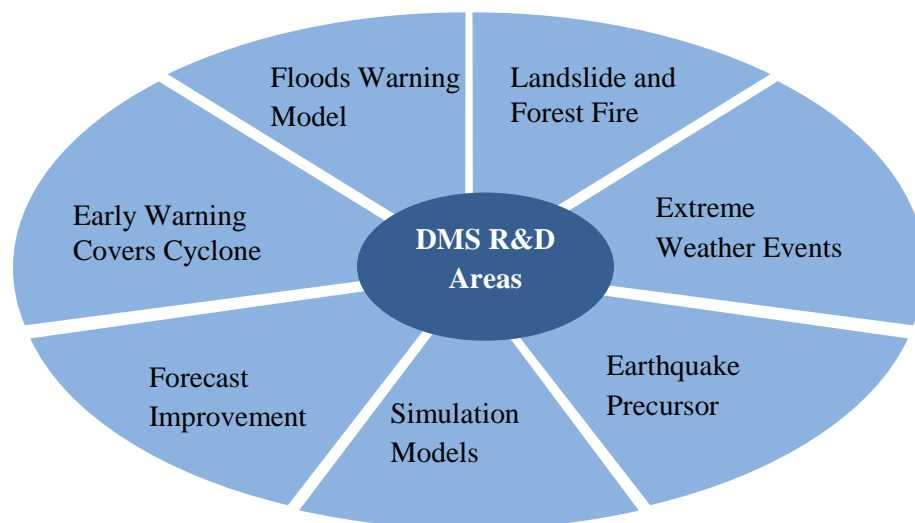 Floods Warning
Model
Landslide and
Forest Fire
Early Warning
Covers Cyclone
DMS R&D
Areas
Extreme
Weather Events
Forecast
Improvement
Simulation
Models
Earthquake
Precursor